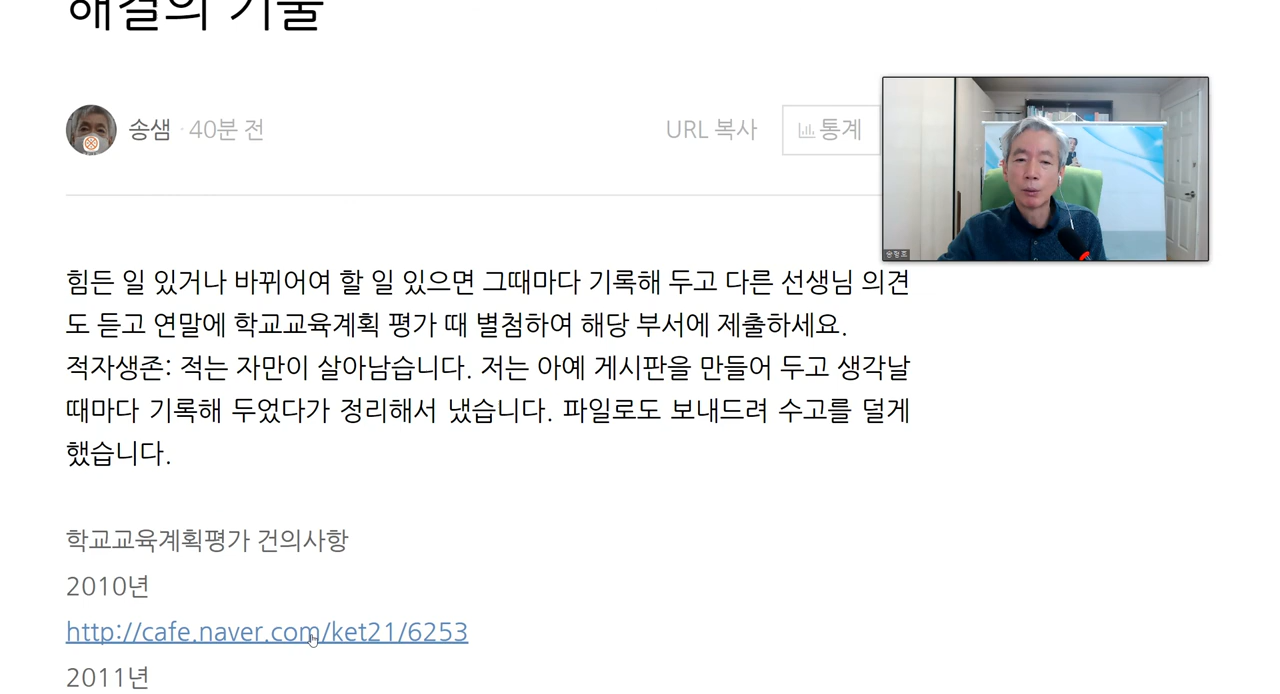 해결의 기술
송샘 · 40분 전
URL 복사
통계
힘든 일 있거나 바뀌어여 할 일 있으면 그때마다 기록해 두고 다른 선생님 의견
도 듣고 연말에 학교교육계획 평가 때 별첨하여 해당 부서에 제출하세요.
적자생존: 적는 자만이 살아남습니다. 저는 아예 게시판을 만들어 두고 생각날
때마다 기록해 두었다가 정리해서 냈습니다. 파일로도 보내드려 수고를 덜게
했습니다.
학교교육계획평가 건의사항
2010년
http://cafe.naver.com/ket21/6253
2011년